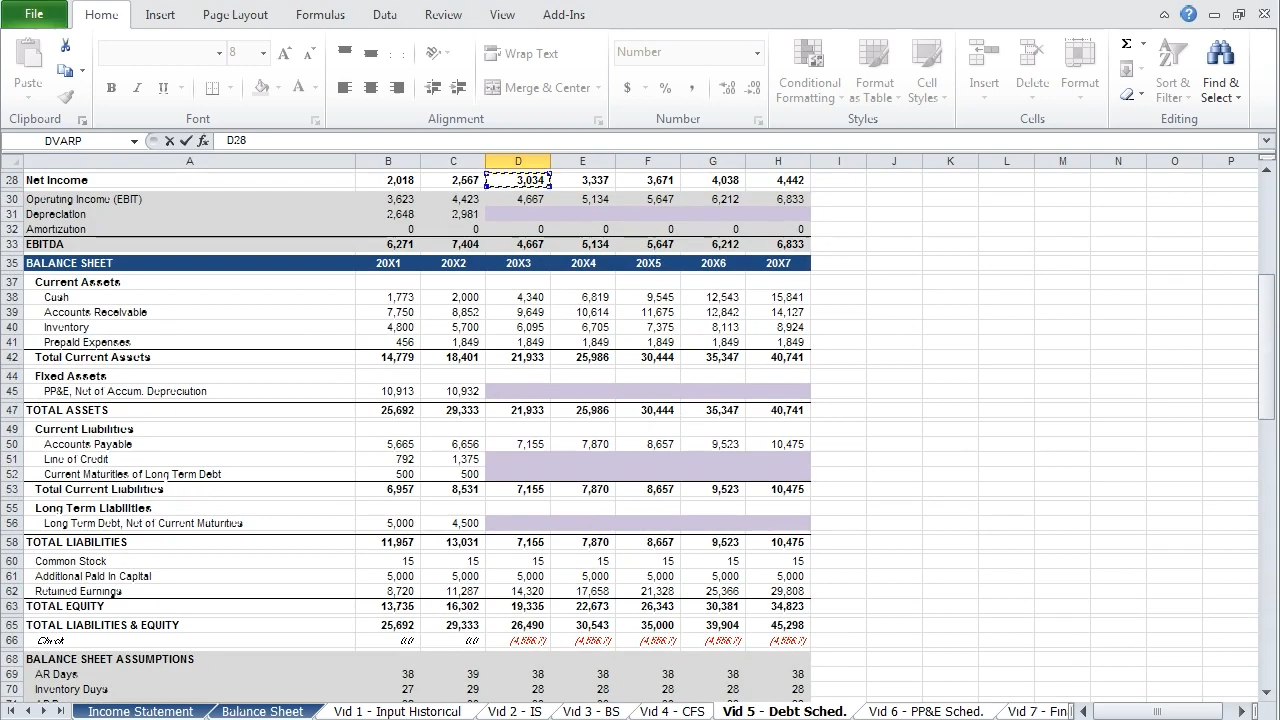 File Home Insert Page Layout Formulas Data Review View Add-Ins
Paste 8 Wrap Text Number Conditional Formatting Format as Table Cell Styles Insert Delete Format Sort & Filter Find & Select
B I U Merge & Center $ % ,
Clipboard Font Alignment Number Styles Cells Editing
DVARP fx D28
A B C D E F G H I J K L M N O P
28 Net Income 2,018 2,567 3,034 3,337 3,671 4,038 4,442
30 Operating Income (EBIT) 3,623 4,423 4,667 5,134 5,647 6,212 6,833
31 Depreciation 2,648 2,981
32 Amortization 0 0 0 0 0 0 0
33 EBITDA 6,271 7,404 4,667 5,134 5,647 6,212 6,833
35 BALANCE SHEET 20X1 20X2 20X3 20X4 20X5 20X6 20X7
37 Current Assets
38 Cash 1,773 2,000 4,340 6,819 9,545 12,543 15,841
39 Accounts Receivable 7,750 8,852 9,649 10,614 11,675 12,842 14,127
40 Inventory 4,800 5,700 6,095 6,705 7,375 8,113 8,924
41 Prepaid Expenses 456 1,849 1,849 1,849 1,849 1,849 1,849
42 Total Current Assets 14,779 18,401 21,933 25,986 30,444 35,347 40,741
44 Fixed Assets
45 PP&E, Net of Accum. Depreciation 10,913 10,932
47 TOTAL ASSETS 25,692 29,333 21,933 25,986 30,444 35,347 40,741
49 Current Liabilities
50 Accounts Payable 5,665 6,656 7,155 7,870 8,657 9,523 10,475
51 Line of Credit 792 1,375
52 Current Maturities of Long Term Debt 500 500
53 Total Current Liabilities 6,957 8,531 7,155 7,870 8,657 9,523 10,475
55 Long Term Liabilities
56 Long Term Debt, Net of Current Maturities 5,000 4,500
58 TOTAL LIABILITIES 11,957 13,031 7,155 7,870 8,657 9,523 10,475
60 Common Stock 15 15 15 15 15 15 15
61 Additional Paid In Capital 5,000 5,000 5,000 5,000 5,000 5,000 5,000
62 Retained Earnings 8,720 11,287 14,320 17,658 21,328 25,366 29,808
63 TOTAL EQUITY 13,735 16,302 19,335 22,673 26,343 30,381 34,823
65 TOTAL LIABILITIES & EQUITY 25,692 29,333 26,490 30,543 35,000 39,904 45,298
66 Check 0.0 0.0
68 BALANCE SHEET ASSUMPTIONS
69 AR Days 38 39 38 38 38 38 38
70 Inventory Days 27 29 28 28 28 28 28
Income Statement Balance Sheet Vid 1 - Input Historical Vid 2 - IS Vid 3 - BS Vid 4 - CFS Vid 5 - Debt Sched. Vid 6 - PP&E Sched. Vid 7 - Fin